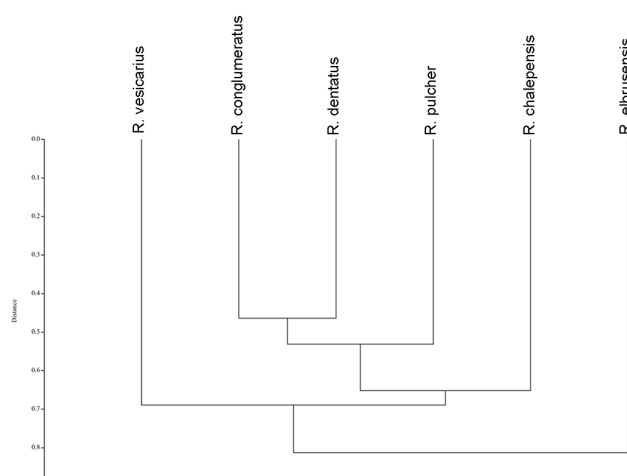 R. vesicarius
R. conglumeratus
R. dentatus
R. pulcher
R. chalepensis
R. elbrusensis
0.0
0.1
0.2
0.3
0.4
0.5
0.6
0.7
0.8
Distance